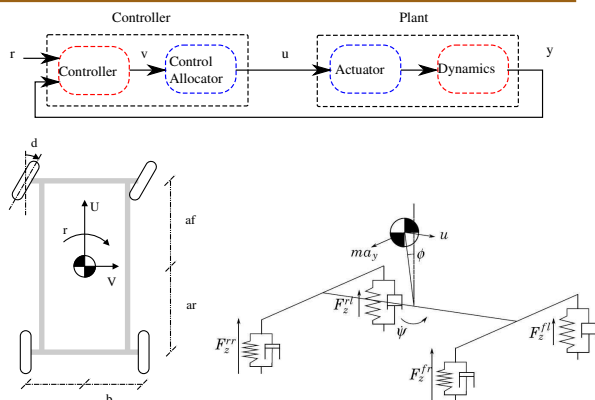 Controller
Plant
r
v
u
y
Controller
Control
Allocator
Actuator
Dynamics
d
U
r
V
af
ar
b
u
ma_y
ϕ
F_z^{rl}
ψ̇
F_z^{rr}
F_z^{fr}
F_z^{fl}